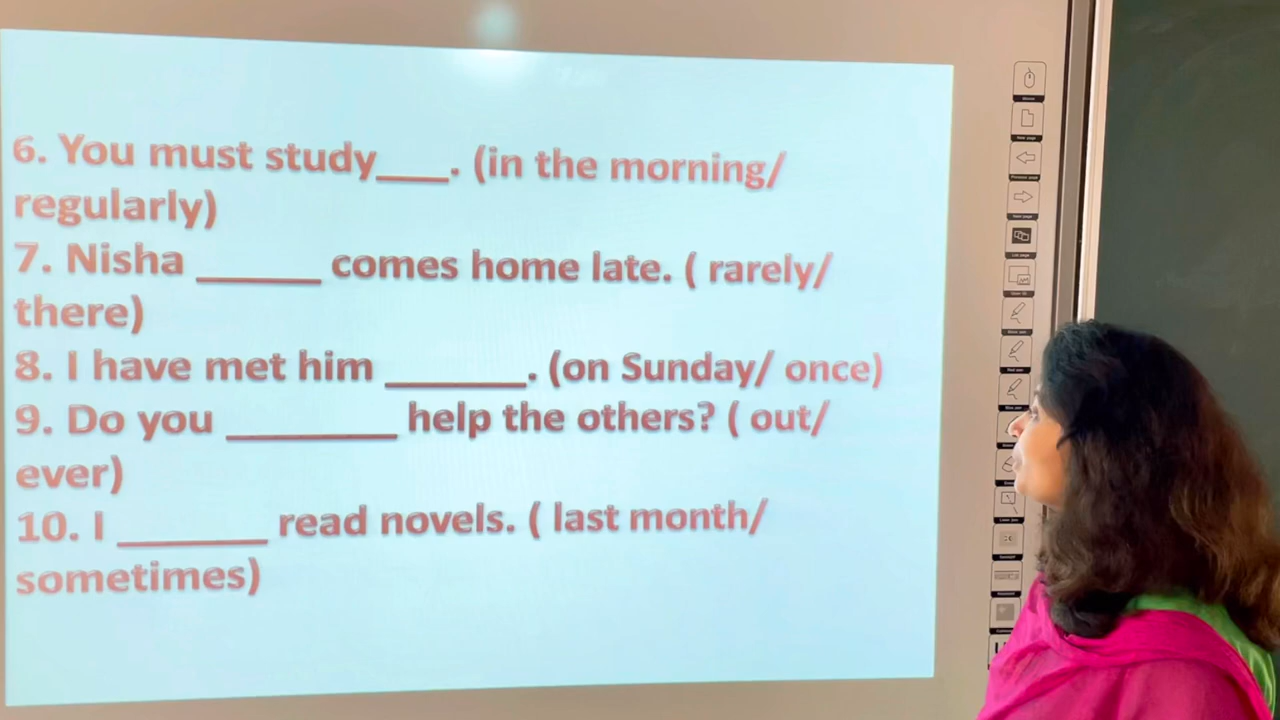 6. You must study___. (in the morning/
regularly)
7. Nisha ______ comes home late. ( rarely/
there)
8. I have met him _______. (on Sunday/ once)
9. Do you ________ help the others? ( out/
ever)
10. I _______ read novels. ( last month/
sometimes)